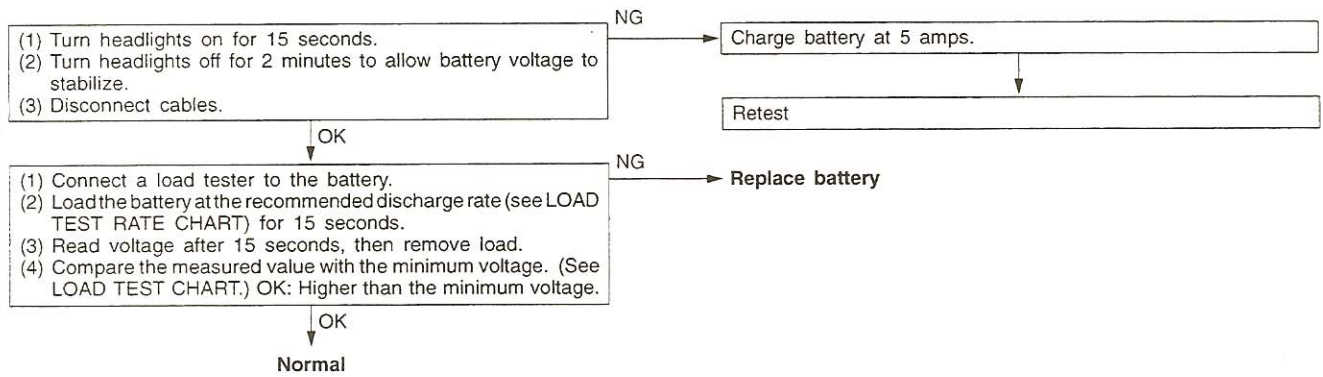 (1) Turn headlights on for 15 seconds.
(2) Turn headlights off for 2 minutes to allow battery voltage to
stabilize.
(3) Disconnect cables.
NG
Charge battery at 5 amps.
Retest
OK
(1) Connect a load tester to the battery.
(2) Load the battery at the recommended discharge rate (see LOAD
TEST RATE CHART) for 15 seconds.
(3) Read voltage after 15 seconds, then remove load.
(4) Compare the measured value with the minimum voltage. (See
LOAD TEST CHART.) OK: Higher than the minimum voltage.
NG
Replace battery
OK
Normal